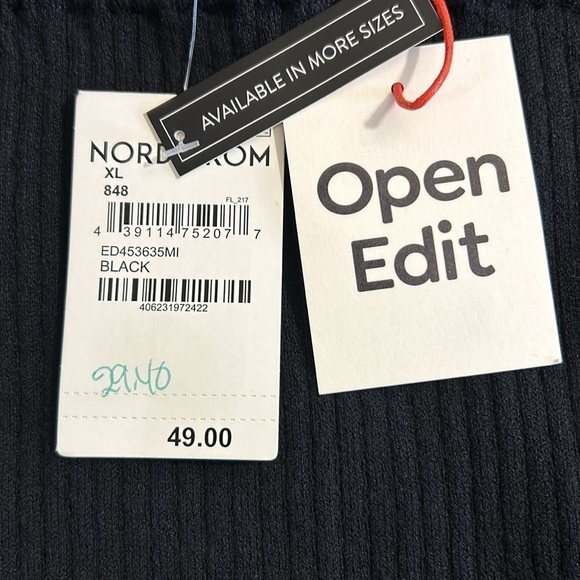 AVAILABLE IN MORE SIZES
NORDSTROM
XL
848
FL_217
4 39114 75207 7
ED453635MI
BLACK
406231972422
29.40
49.00
Open
Edit